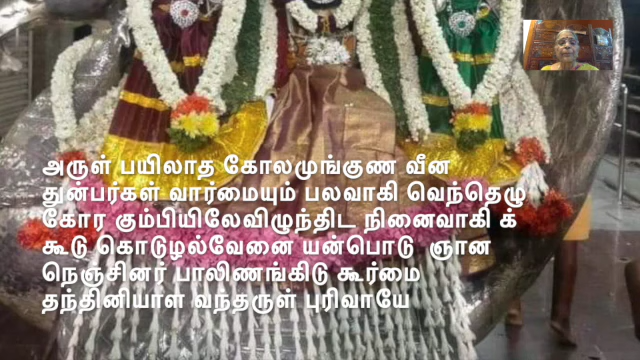 அருள் பயிலாத கோலமுங்குண வீன
துன்பர்கள் வார்மையும் பலவாகி வெந்தெழு
கோர கும்பியிலேவிழுந்திட நினைவாகி க்
கூடு கொடுழல்வேனை யன்பொடு ஞான
நெஞ்சினர் பாலிணங்கிடு கூர்மை
தந்தினியாள வந்தருள் புரிவாயே